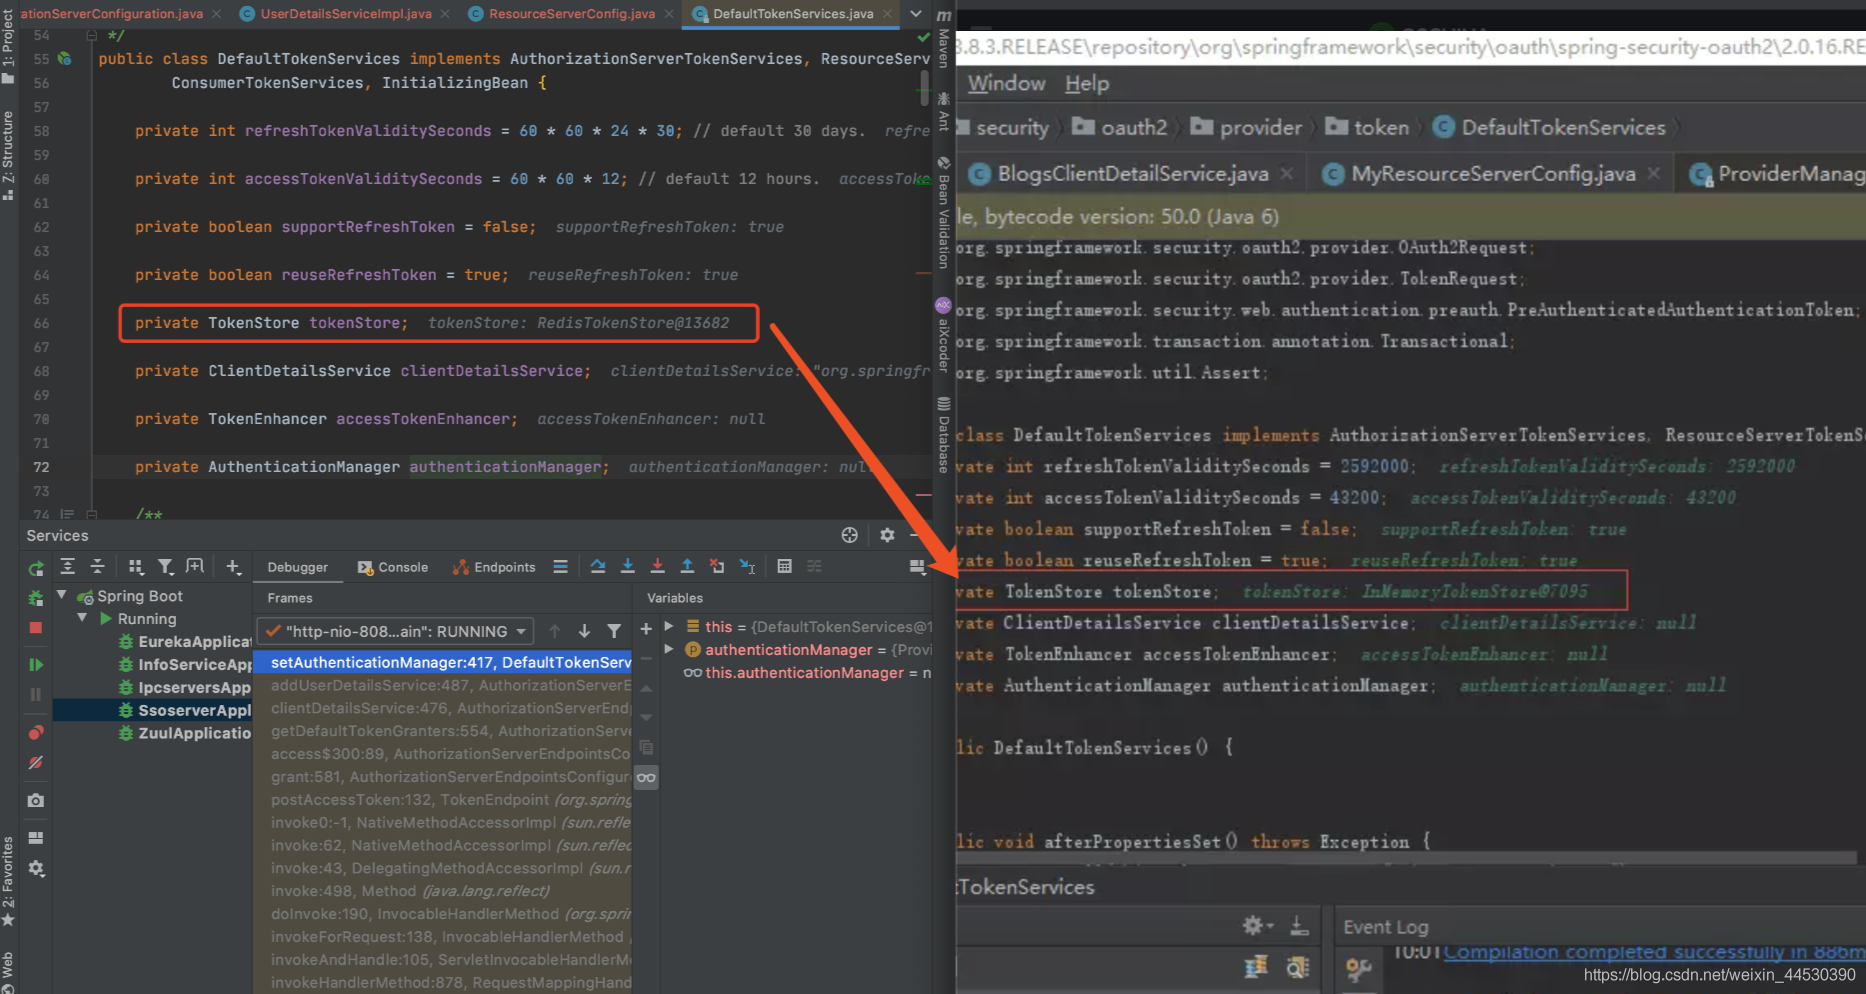 ationServerConfiguration.java
UserDetailsServiceImpl.java
ResourceServerConfig.java
DefaultTokenServices.java
1: Project
Z: Structure
2: Favorites
Web
54 */
55 public class DefaultTokenServices implements AuthorizationServerTokenServices, ResourceServ
56 ConsumerTokenServices, InitializingBean {
57
58 private int refreshTokenValiditySeconds = 60 * 60 * 24 * 30; // default 30 days. refre
59
60 private int accessTokenValiditySeconds = 60 * 60 * 12; // default 12 hours. accessToke
61
62 private boolean supportRefreshToken = false; supportRefreshToken: true
63
64 private boolean reuseRefreshToken = true; reuseRefreshToken: true
65
66 private TokenStore tokenStore; tokenStore: RedisTokenStore@13682
67
68 private ClientDetailsService clientDetailsService; clientDetailsService: "org.springfr
69
70 private TokenEnhancer accessTokenEnhancer; accessTokenEnhancer: null
71
72 private AuthenticationManager authenticationManager; authenticationManager: null
73
74 /**
m
Maven
Ant
Bean Validation
aiXcoder
Database
Services
Debugger
Console
Endpoints
Spring Boot
Running
EurekaApplicat
InfoServiceApp
IpcserversApp
SsoserverAppl
ZuulApplicatio
Frames
"http-nio-808...ain": RUNNING
setAuthenticationManager:417, DefaultTokenServ
addUserDetailsService:487, AuthorizationServerE
clientDetailsService:476, AuthorizationServerEnd
getDefaultTokenGranters:554, AuthorizationServe
access$300:89, AuthorizationServerEndpointsCo
grant:581, AuthorizationServerEndpointsConfigur
postAccessToken:132, TokenEndpoint (org.spring
invoke0:-1, NativeMethodAccessorImpl (sun.refle
invoke:62, NativeMethodAccessorImpl (sun.reflec
invoke:43, DelegatingMethodAccessorImpl (sun.r
invoke:498, Method (java.lang.reflect)
doInvoke:190, InvocableHandlerMethod (org.sprin
invokeForRequest:138, InvocableHandlerMethod
invokeAndHandle:105, ServletInvocableHandlerM
invokeHandlerMethod:878, RequestMappingHand
Variables
this = {DefaultTokenServices@1
authenticationManager = {Provi
this.authenticationManager = n
3.8.3.RELEASE\repository\org\springframework\security\oauth\spring-security-oauth2\2.0.16.RE
Window Help
security oauth2 provider token DefaultTokenServices
BlogsClientDetailService.java
MyResourceServerConfig.java
ProviderManag
le, bytecode version: 50.0 (Java 6)
org.springframework.security.oauth2.provider.OAuth2Request;
org.springframework.security.oauth2.provider.TokenRequest;
org.springframework.security.web.authentication.preauth.PreAuthenticatedAuthenticationToken;
org.springframework.transaction.annotation.Transactional;
org.springframework.util.Assert;
class DefaultTokenServices implements AuthorizationServerTokenServices, ResourceServerTokenS
vate int refreshTokenValiditySeconds = 2592000; refreshTokenValiditySeconds: 2592000
vate int accessTokenValiditySeconds = 43200; accessTokenValiditySeconds: 43200
vate boolean supportRefreshToken = false; supportRefreshToken: true
vate boolean reuseRefreshToken = true; reuseRefreshToken: true
vate TokenStore tokenStore; tokenStore: InMemoryTokenStore@7095
vate ClientDetailsService clientDetailsService; clientDetailsService: null
vate TokenEnhancer accessTokenEnhancer; accessTokenEnhancer: null
vate AuthenticationManager authenticationManager; authenticationManager: null
lic DefaultTokenServices() {
lic void afterPropertiesSet() throws Exception {
tTokenServices
Event Log
10:01 Compilation completed successfully in 886m
https://blog.csdn.net/weixin_44530390